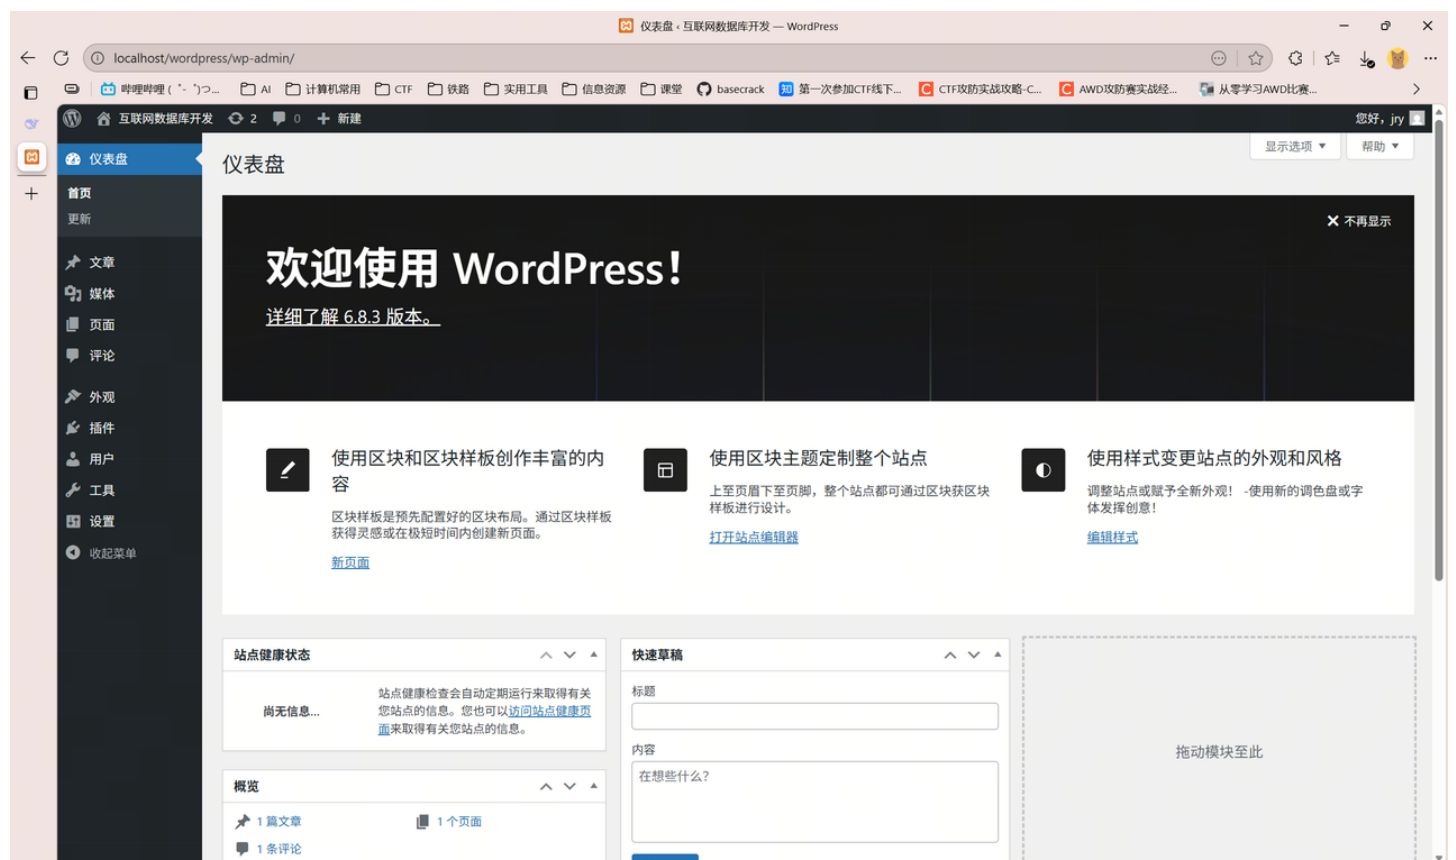 仪表盘 ‹ 互联网数据库开发 — WordPress
localhost/wordpress/wp-admin/
哔哩哔哩 ( ゜- ゜)つ... AI 计算机常用 CTF 铁路 实用工具 信息资源 课堂 basecrack 知 第一次参加CTF线下... C CTF攻防实战攻略-C... C AWD攻防赛实战经... 从零学习AWD比赛...
互联网数据库开发 2 0 新建 您好，jry
仪表盘
首页
更新
文章
媒体
页面
评论
外观
插件
用户
工具
设置
收起菜单
显示选项 ▼ 帮助 ▼
仪表盘
不再显示
欢迎使用 WordPress！
详细了解 6.8.3 版本。
使用区块和区块样板创作丰富的内
容
区块样板是预先配置好的区块布局。通过区块样板
获得灵感或在极短时间内创建新页面。
新页面
使用区块主题定制整个站点
上至页眉下至页脚，整个站点都可通过区块获区块
样板进行设计。
打开站点编辑器
使用样式变更站点的外观和风格
调整站点或赋予全新外观！ -使用新的调色盘或字
体发挥创意！
编辑样式
站点健康状态
尚无信息...
站点健康检查会自动定期运行来取得有关
您站点的信息。您也可以访问站点健康页
面来取得有关您站点的信息。
概览
1 篇文章 1 个页面
1 条评论
快速草稿
标题
内容
在想些什么？
拖动模块至此